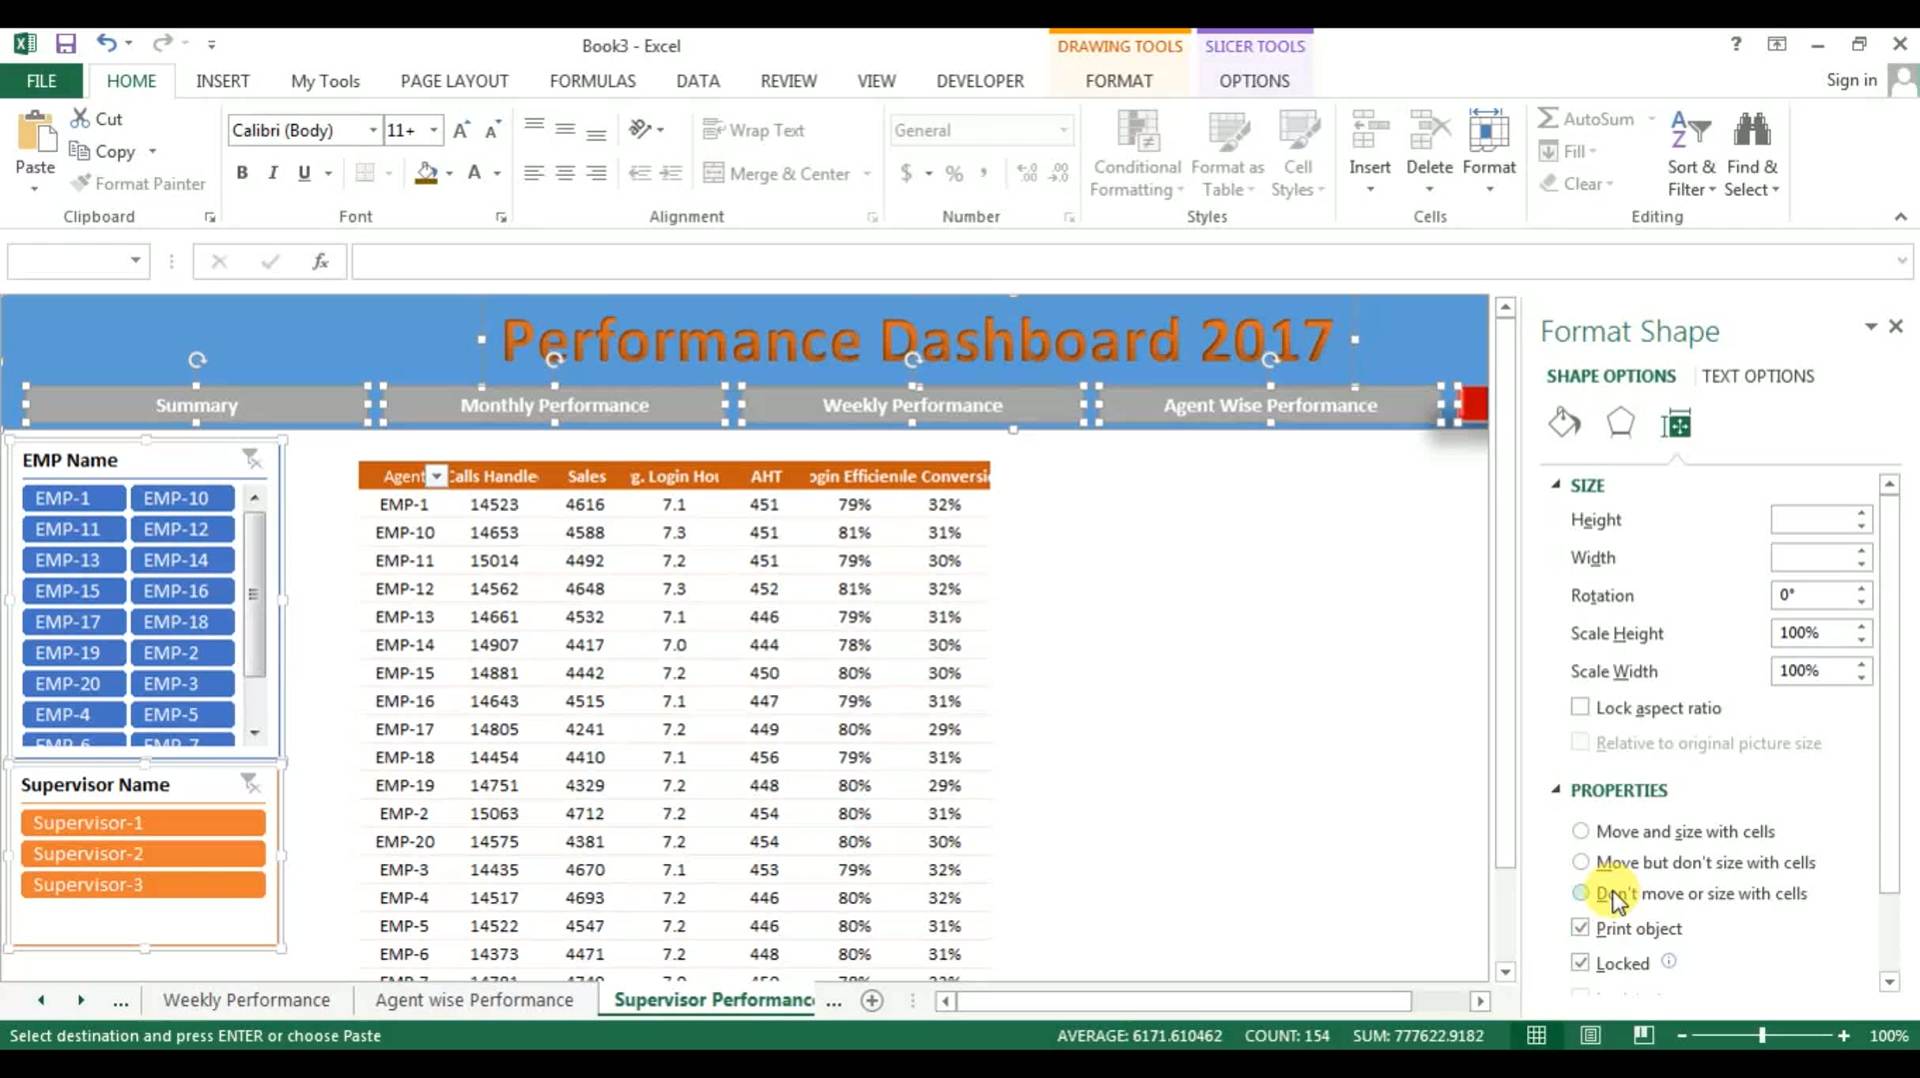 Book3 - Excel
DRAWING TOOLS
SLICER TOOLS
FILE
HOME
INSERT
My Tools
PAGE LAYOUT
FORMULAS
DATA
REVIEW
VIEW
DEVELOPER
FORMAT
OPTIONS
Sign in
Paste
Cut
Copy
Format Painter
Clipboard
Calibri (Body)
11+
Font
Wrap Text
Merge & Center
Alignment
General
Number
Conditional Formatting
Format as Table
Cell Styles
Styles
Insert
Delete
Format
Cells
AutoSum
Fill
Clear
Sort & Filter
Find & Select
Editing
Performance Dashboard 2017
Summary
Monthly Performance
Weekly Performance
Agent Wise Performance
EMP Name
EMP-1 EMP-10
EMP-11 EMP-12
EMP-13 EMP-14
EMP-15 EMP-16
EMP-17 EMP-18
EMP-19 EMP-2
EMP-20 EMP-3
EMP-4 EMP-5
EMP-6 EMP-7
Supervisor Name
Supervisor-1
Supervisor-2
Supervisor-3
Agent Calls Handle Sales g. Login Hou AHT ogin Efficien le Conversi
EMP-1 14523 4616 7.1 451 79% 32%
EMP-10 14653 4588 7.3 451 81% 31%
EMP-11 15014 4492 7.2 451 79% 30%
EMP-12 14562 4648 7.3 452 81% 32%
EMP-13 14661 4532 7.1 446 79% 31%
EMP-14 14907 4417 7.0 444 78% 30%
EMP-15 14881 4442 7.2 450 80% 30%
EMP-16 14643 4515 7.1 447 79% 31%
EMP-17 14805 4241 7.2 449 80% 29%
EMP-18 14454 4410 7.1 456 79% 31%
EMP-19 14751 4329 7.2 448 80% 29%
EMP-2 15063 4712 7.2 454 80% 31%
EMP-20 14575 4381 7.2 454 80% 30%
EMP-3 14435 4670 7.1 453 79% 32%
EMP-4 14517 4693 7.2 446 80% 32%
EMP-5 14522 4547 7.2 446 80% 31%
EMP-6 14373 4471 7.2 448 80% 31%
Format Shape
SHAPE OPTIONS
TEXT OPTIONS
SIZE
Height
Width
Rotation 0°
Scale Height 100%
Scale Width 100%
Lock aspect ratio
Relative to original picture size
PROPERTIES
Move and size with cells
Move but don't size with cells
Don't move or size with cells
Print object
Locked
... Weekly Performance
Agent wise Performance
Supervisor Performanc ...
Select destination and press ENTER or choose Paste
AVERAGE: 6171.610462
COUNT: 154
SUM: 777622.9182
100%